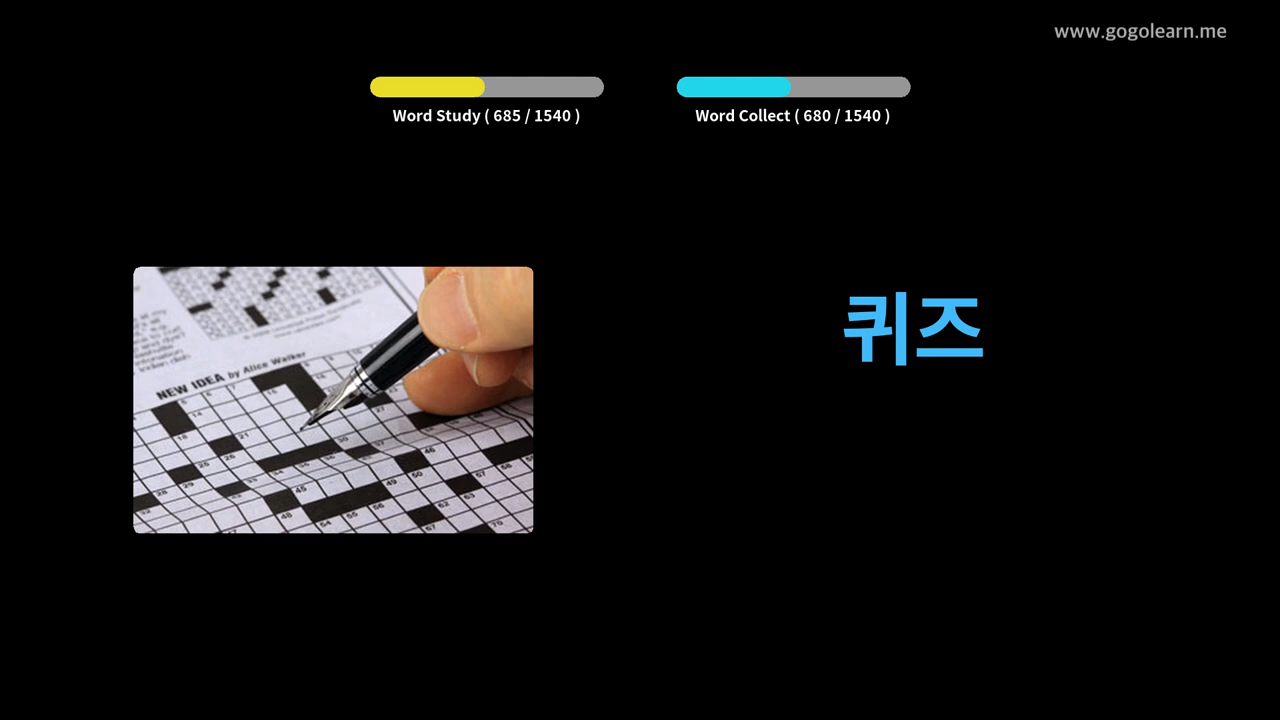 www.gogolearn.me
Word Study ( 685 / 1540 )
Word Collect ( 680 / 1540 )
퀴즈
NEW IDEA by Alice Walker